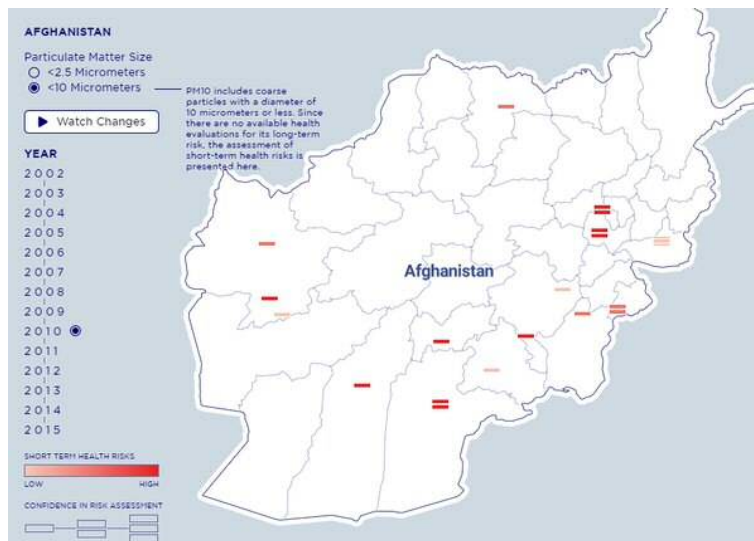 AFGHANISTAN
Particulate Matter Size
<2.5 Micrometers
<10 Micrometers
PM10 includes coarse
particles with a diameter of
10 micrometers or less. Since
there are no available health
evaluations for its long-term
risk, the assessment of
short-term health risks is
presented here.
Watch Changes
YEAR
2002
2003
2004
2005
2006
2007
2008
2009
2010
2011
2012
2013
2014
2015
Afghanistan
SHORT TERM HEALTH RISKS
LOW HIGH
CONFIDENCE IN RISK ASSESSMENT